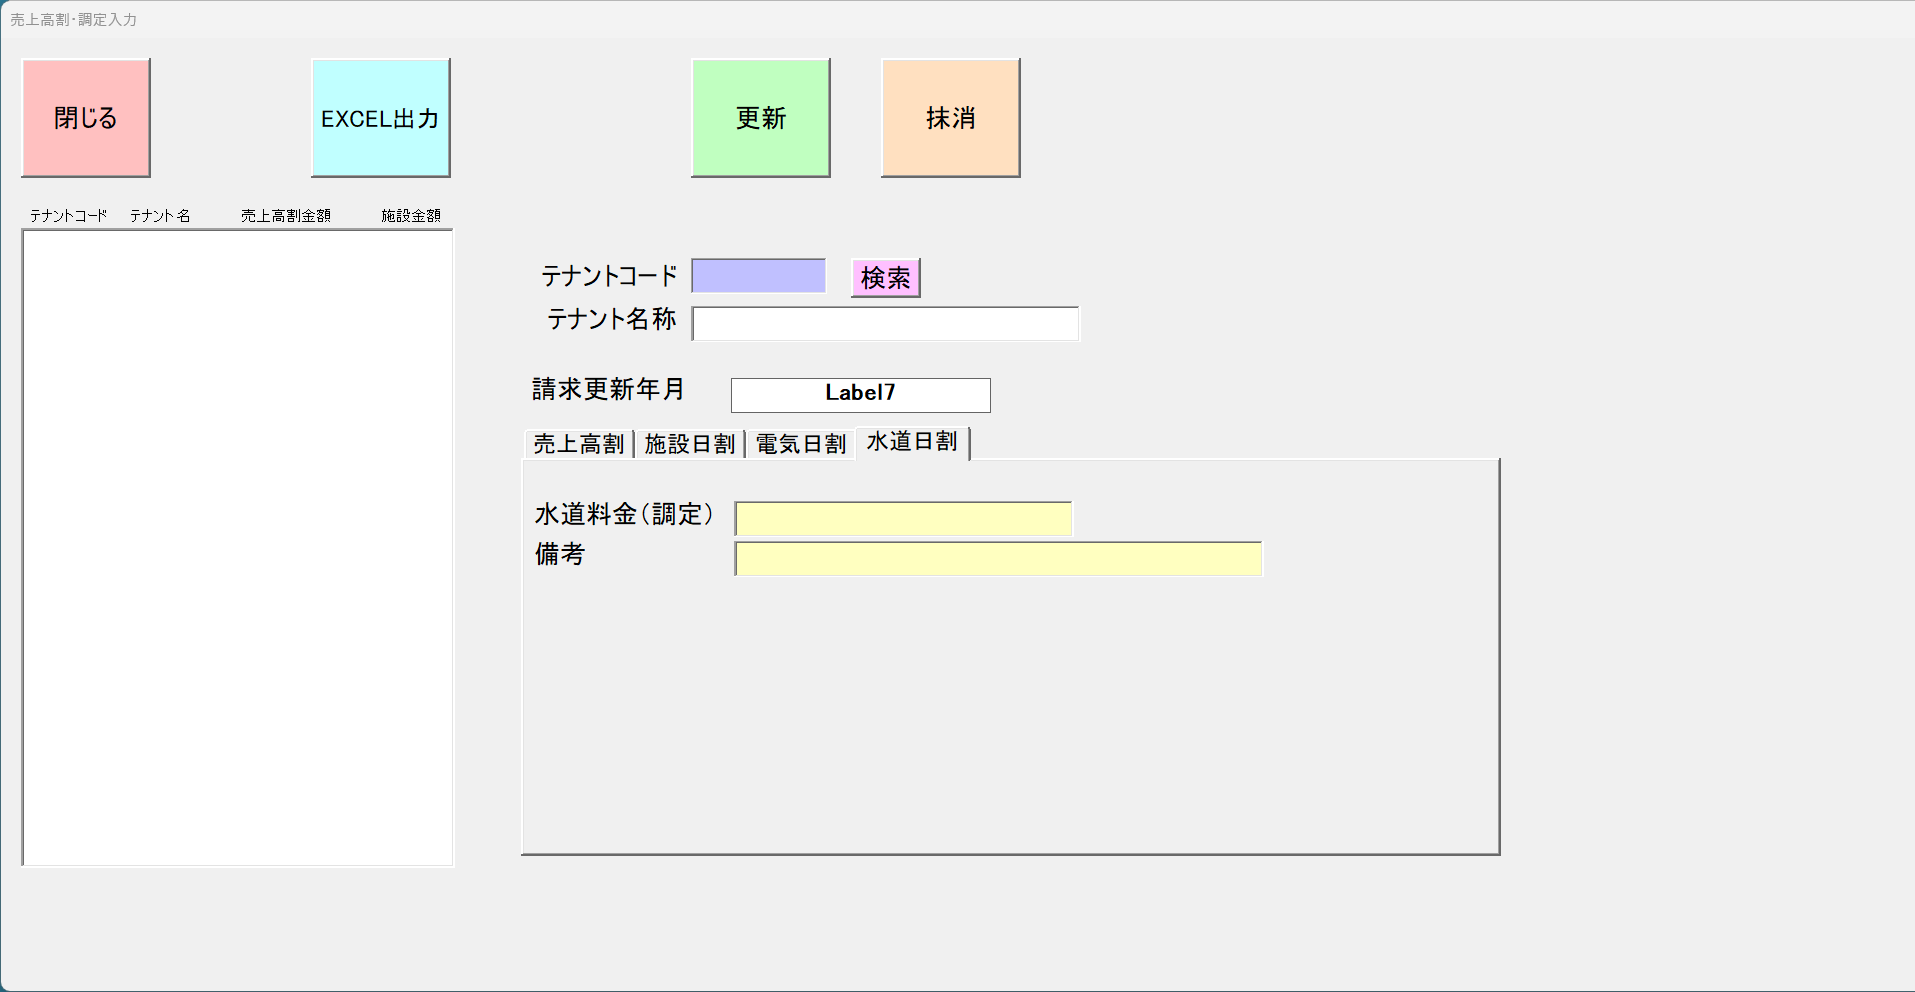 売上高割・調定入力
閉じる
EXCEL出力
更新
抹消
テナントコード テナント名 売上高割金額 施設金額
テナントコード
検索
テナント名称
請求更新年月
Label7
売上高割 施設日割 電気日割 水道日割
水道料金（調定）
備考